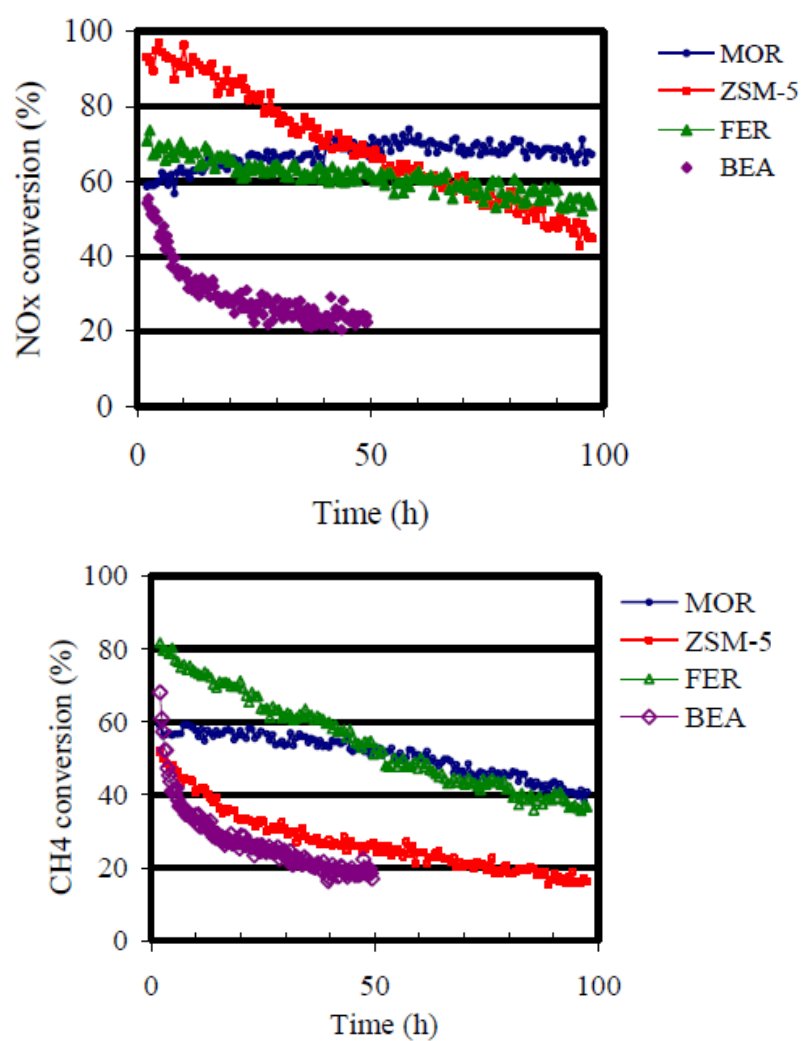 100
80
60
40
20
0
NOx conversion (%)
0 50 100
Time (h)
MOR
ZSM-5
FER
BEA
100
80
60
40
20
0
CH4 conversion (%)
0 50 100
Time (h)
MOR
ZSM-5
FER
BEA